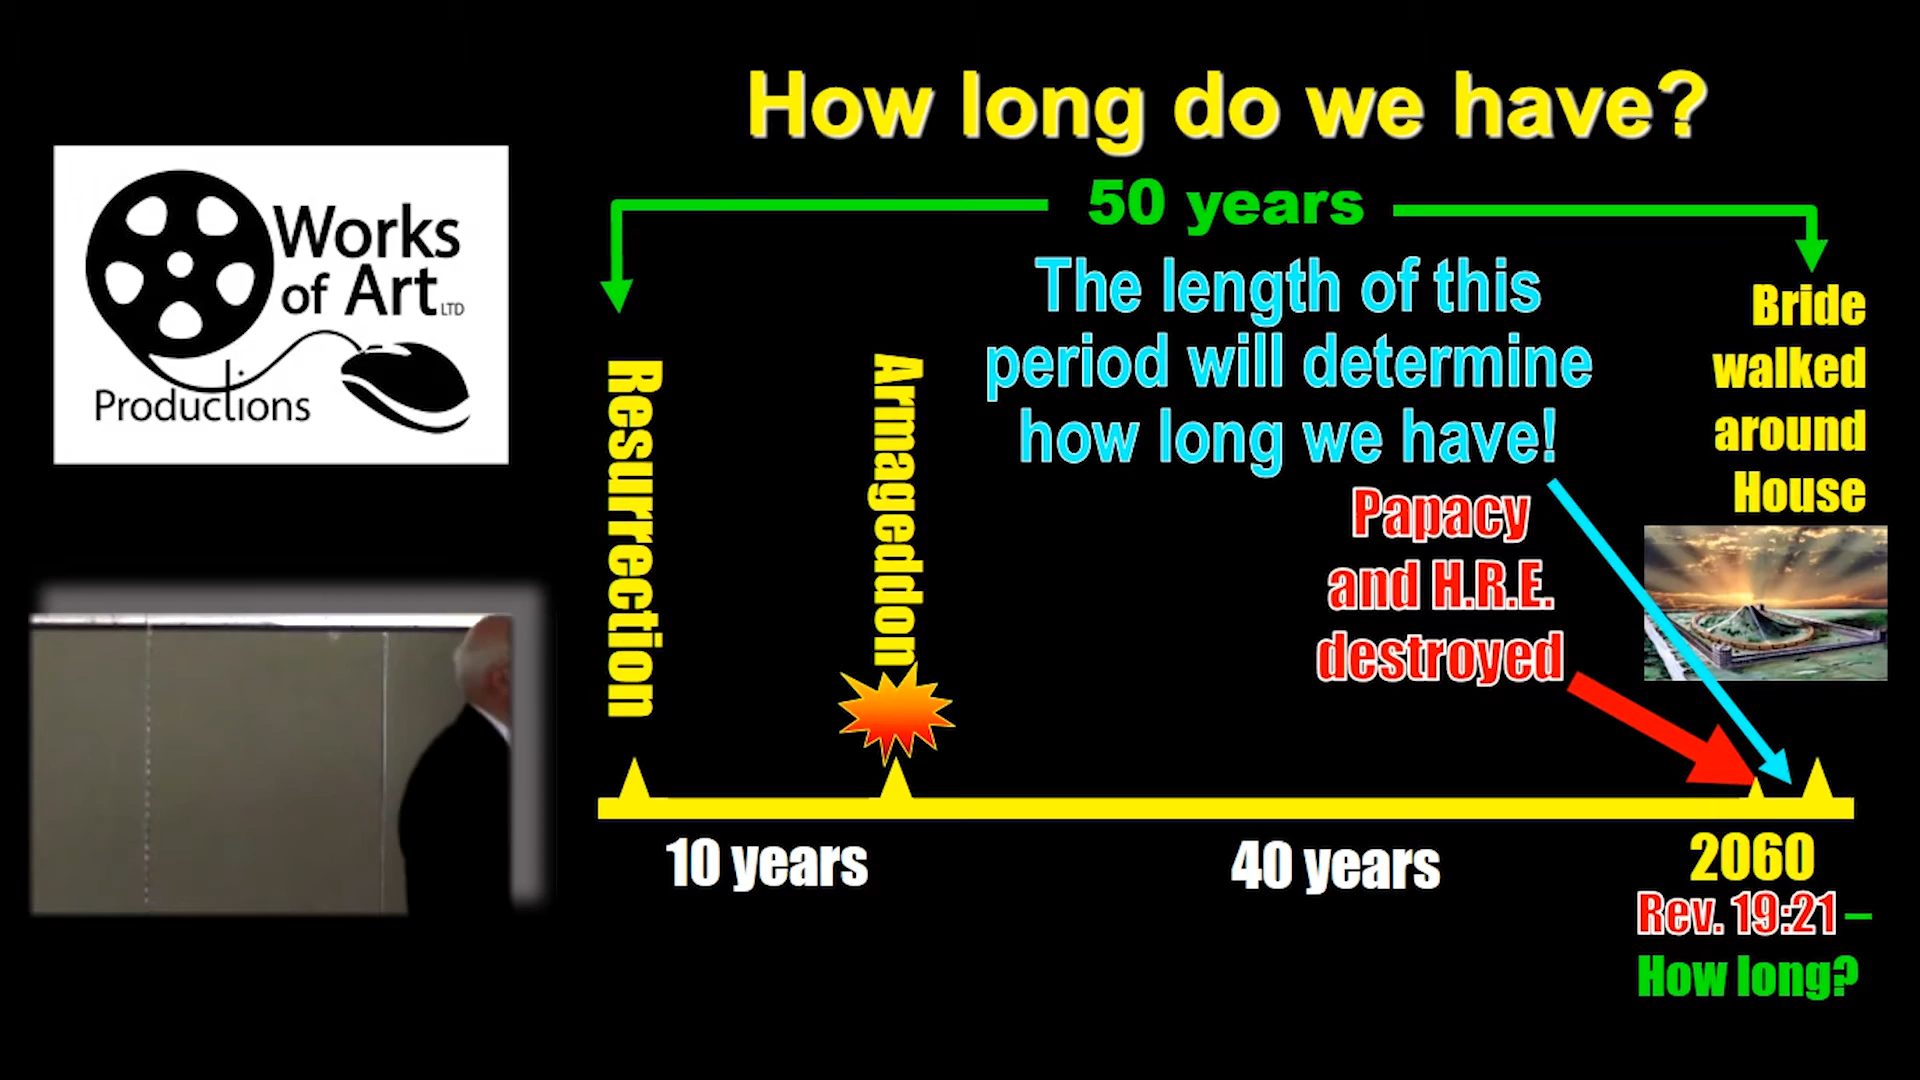 How long do we have?
50 years
Works
of Art LTD
Productions
The length of this
period will determine
how long we have!
Bride
walked
around
House
Resurrection
Armageddon
Papacy
and H.R.E.
destroyed
10 years
40 years
2060
Rev. 19:21 –
How long?